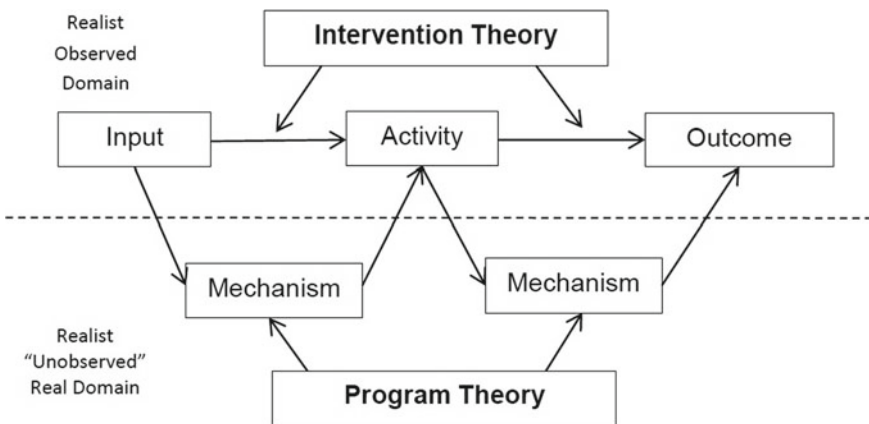 Realist
Observed
Domain
Intervention Theory
Input
Activity
Outcome
Mechanism
Mechanism
Realist
“Unobserved”
Real Domain
Program Theory